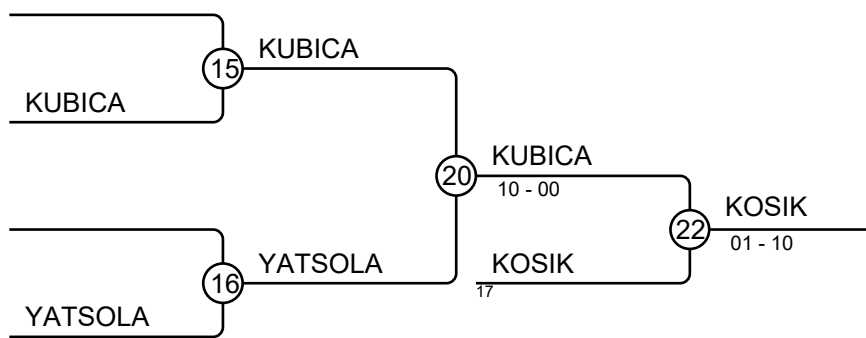 KUBICA
15
KUBICA
KUBICA
10 - 00
20
KOSIK
01 - 10
22
YATSOLA
16
KOSIK
17
YATSOLA